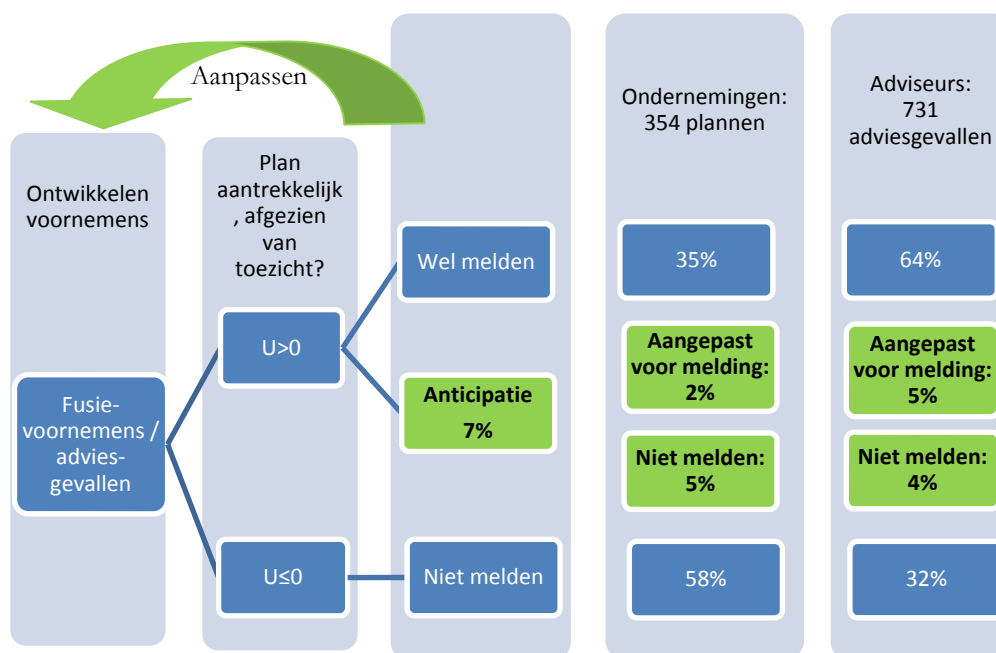 Aanpassen
Ontwikkelen
voornemens
Fusie-
voornemens /
advies-
gevallen
Plan
aantrekkelijk
, afgezien
van
toezicht?
U>0
U≤0
Wel melden
Anticipatie
7%
Niet melden
Ondernemingen:
354 plannen
35%
Aangepast
voor melding:
2%
Niet melden:
5%
58%
Adviseurs:
731
adviesgevallen
64%
Aangepast
voor melding:
5%
Niet melden:
4%
32%